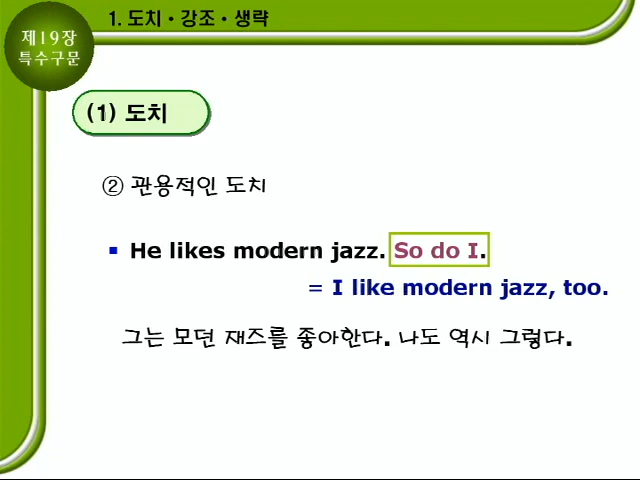 제19장
특수구문
1. 도치 · 강조 · 생략
(1) 도치
② 관용적인 도치
▪ He likes modern jazz. So do I.
= I like modern jazz, too.
그는 모던 재즈를 좋아한다. 나도 역시 그렇다.